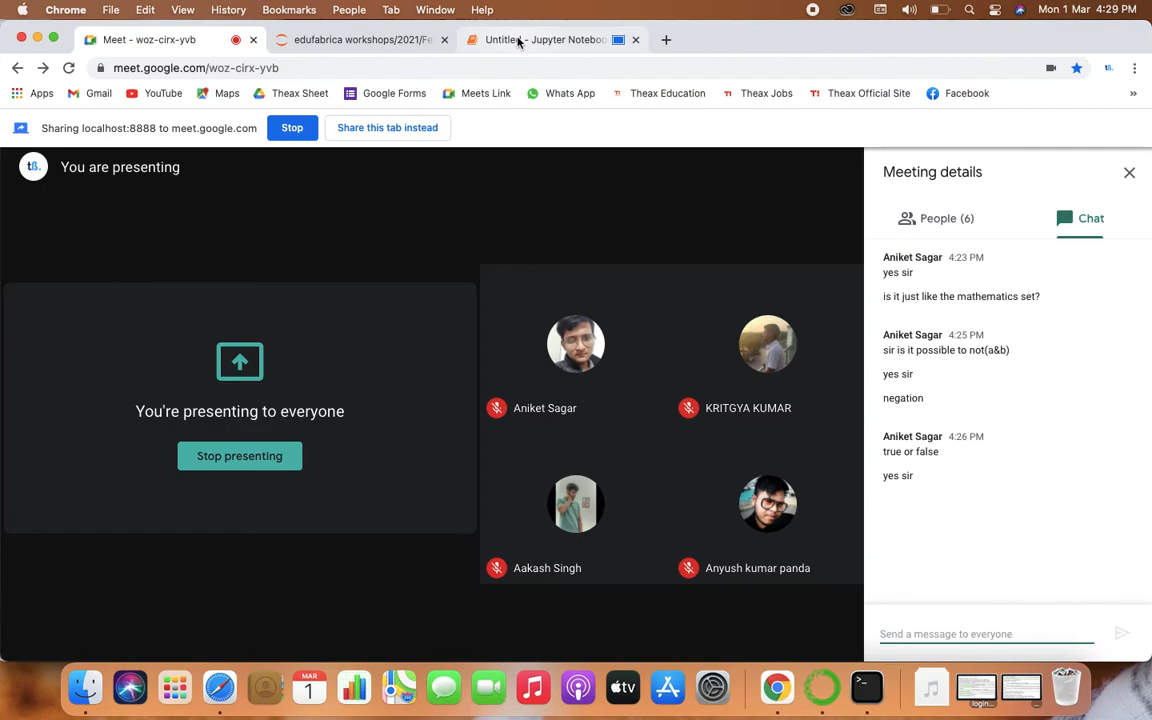 Chrome File Edit View History Bookmarks People Tab Window Help Mon 1 Mar 4:29 PM
Meet - woz-cirx-yvb edufabrica workshops/2021/Fe Untitled - Jupyter Noteboo
meet.google.com/woz-cirx-yvb tß.
Apps Gmail YouTube Maps Theax Sheet Google Forms Meets Link Whats App Theax Education Theax Jobs Theax Official Site Facebook »
Sharing localhost:8888 to meet.google.com Stop Share this tab instead
tß. You are presenting
You're presenting to everyone
Stop presenting
Aniket Sagar KRITGYA KUMAR
Aakash Singh Anyush kumar panda
Meeting details
People (6) Chat
Aniket Sagar 4:23 PM
yes sir
is it just like the mathematics set?
Aniket Sagar 4:25 PM
sir is it possible to not(a&b)
yes sir
negation
Aniket Sagar 4:26 PM
true or false
yes sir
Send a message to everyone
MAR
1
tv
login...